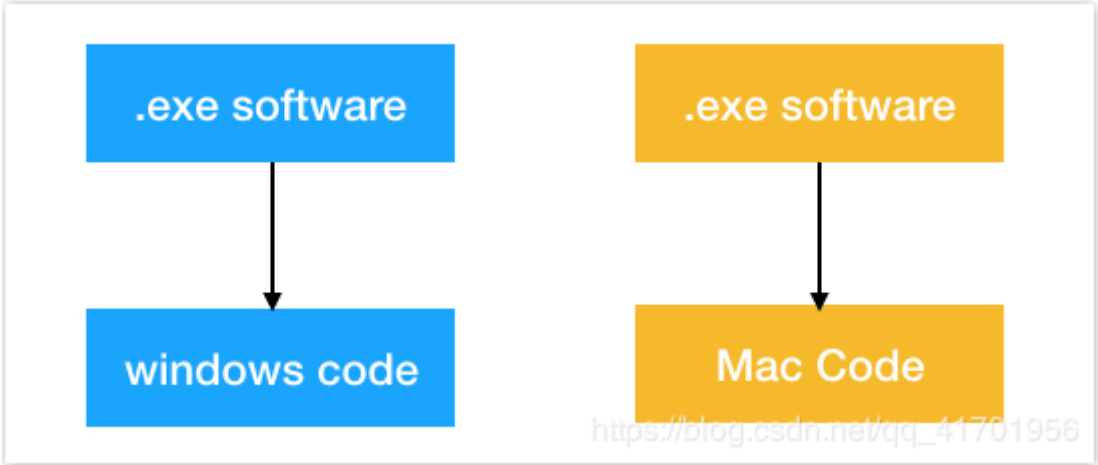 .exe software
.exe software
windows code
Mac Code
https://blog.csdn.net/qq_41701956